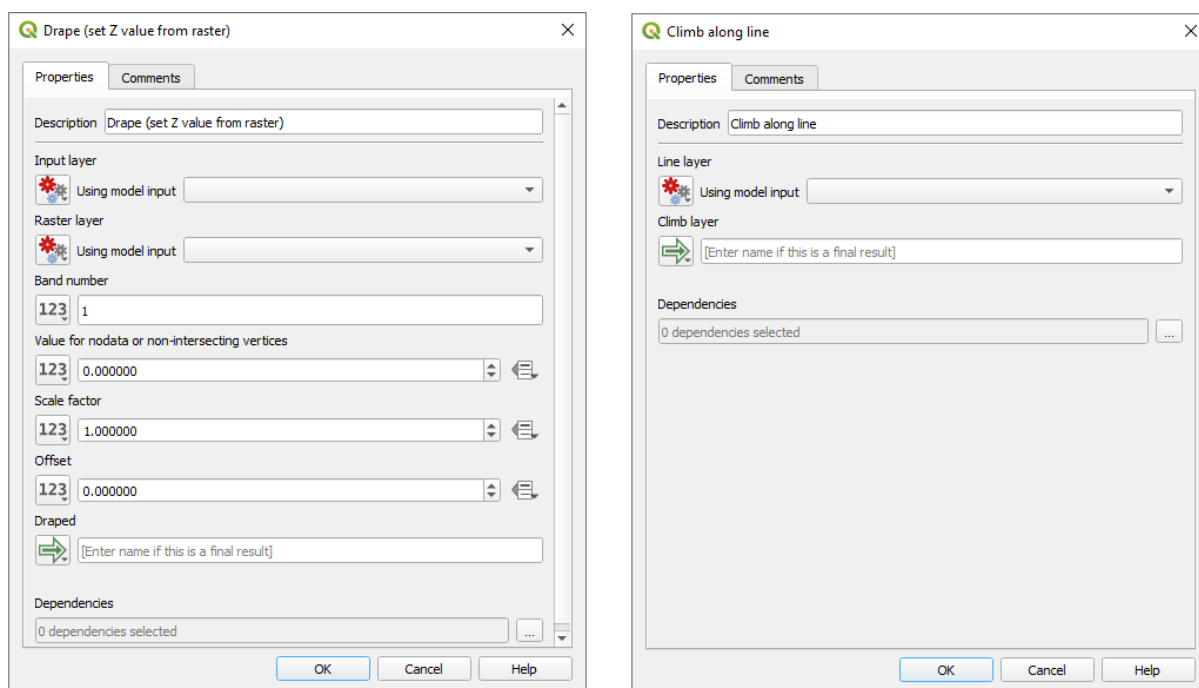 Drape (set Z value from raster)
Properties
Comments
Description Drape (set Z value from raster)
Input layer
Using model input
Raster layer
Using model input
Band number
123 1
Value for nodata or non-intersecting vertices
123 0.000000
Scale factor
123 1.000000
Offset
123 0.000000
Draped
[Enter name if this is a final result]
Dependencies
0 dependencies selected ...
OK Cancel Help
Climb along line
Properties
Comments
Description Climb along line
Line layer
Using model input
Climb layer
[Enter name if this is a final result]
Dependencies
0 dependencies selected ...
OK Cancel Help